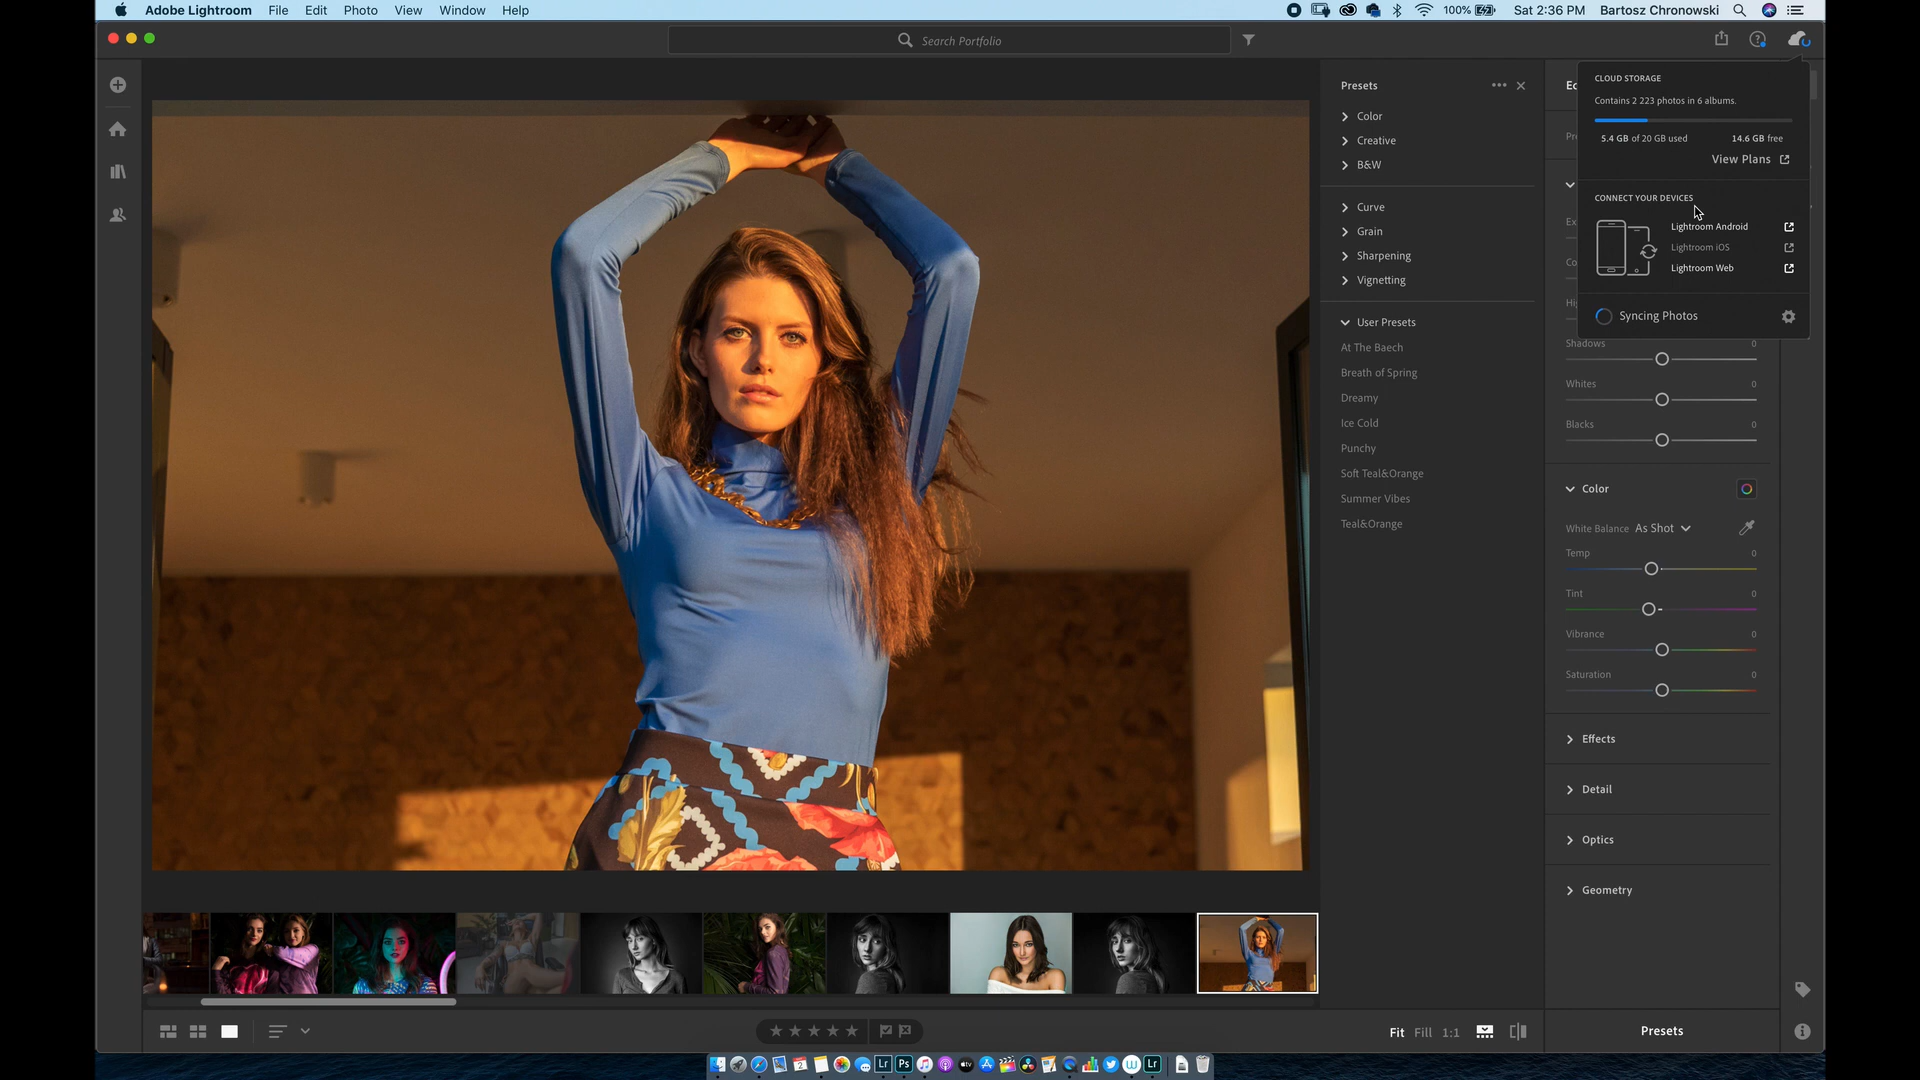 Adobe Lightroom File Edit Photo View Window Help
100% Sat 2:36 PM Bartosz Chronowski
Search Portfolio
Presets
Color
Creative
B&W
Curve
Grain
Sharpening
Vignetting
User Presets
At The Baech
Breath of Spring
Dreamy
Ice Cold
Punchy
Soft Teal&Orange
Summer Vibes
Teal&Orange
CLOUD STORAGE
Contains 2 223 photos in 6 albums.
5.4 GB of 20 GB used 14.6 GB free
View Plans
CONNECT YOUR DEVICES
Lightroom Android
Lightroom iOS
Lightroom Web
Syncing Photos
Shadows 0
Whites 0
Blacks 0
Color
White Balance As Shot
Temp 0
Tint 0
Vibrance 0
Saturation 0
Effects
Detail
Optics
Geometry
Fit Fill 1:1
Presets
Lr Ps Lr